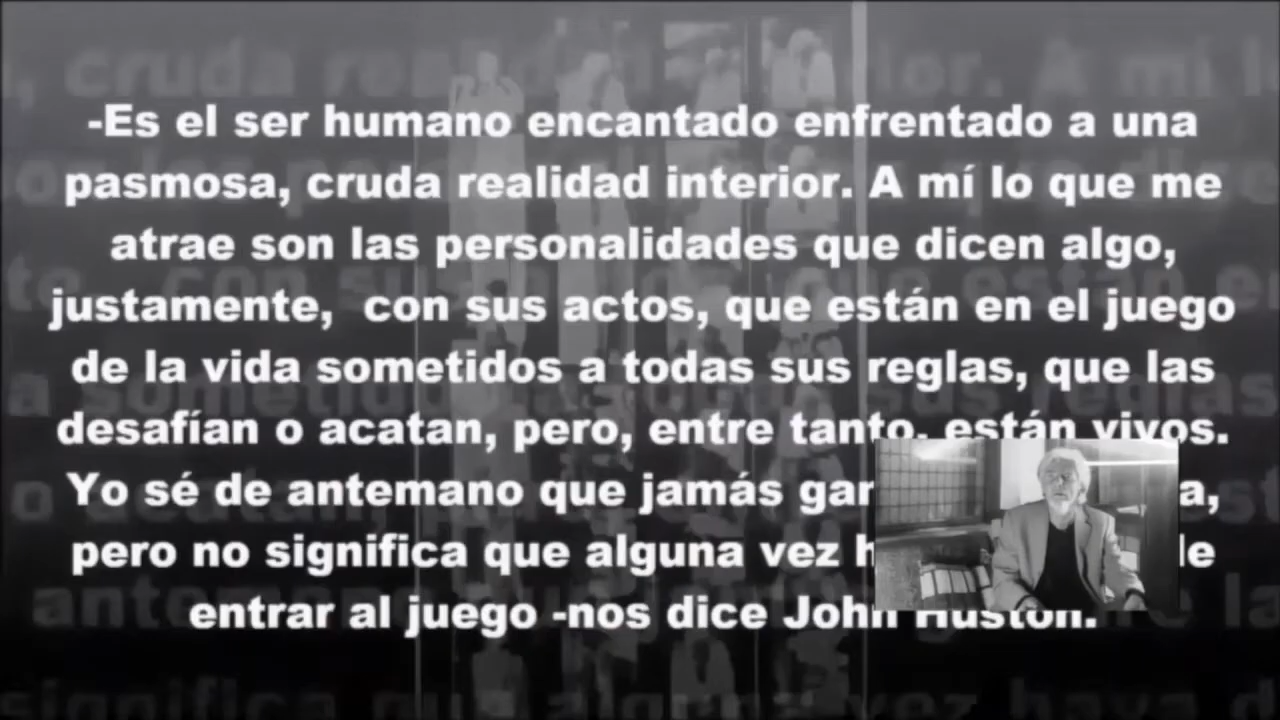 -Es el ser humano encantado enfrentado a una
pasmosa, cruda realidad interior. A mí lo que me
atrae son las personalidades que dicen algo,
justamente,  con sus actos, que están en el juego
de la vida sometidos a todas sus reglas, que las
desafían o acatan, pero, entre tanto, están vivos.
Yo sé de antemano que jamás
pero no significa que alguna vez
entrar al juego -nos dice John Huston.